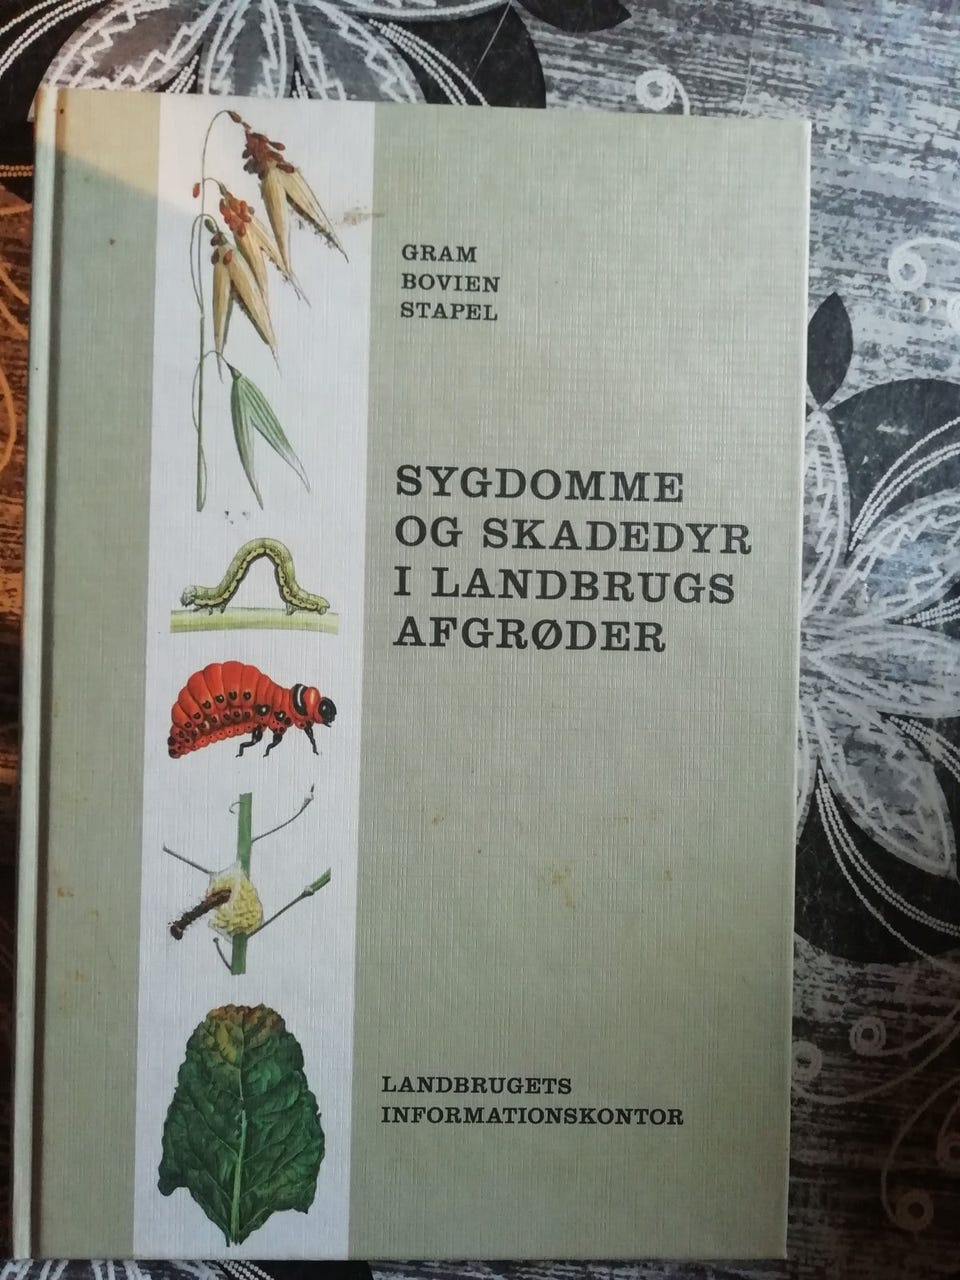 GRAM
BOVIEN
STAPEL
SYGDOMME
OG SKADEDYR
I LANDBRUGS
AFGRØDER
LANDBRUGETS
INFORMATIONSKONTOR